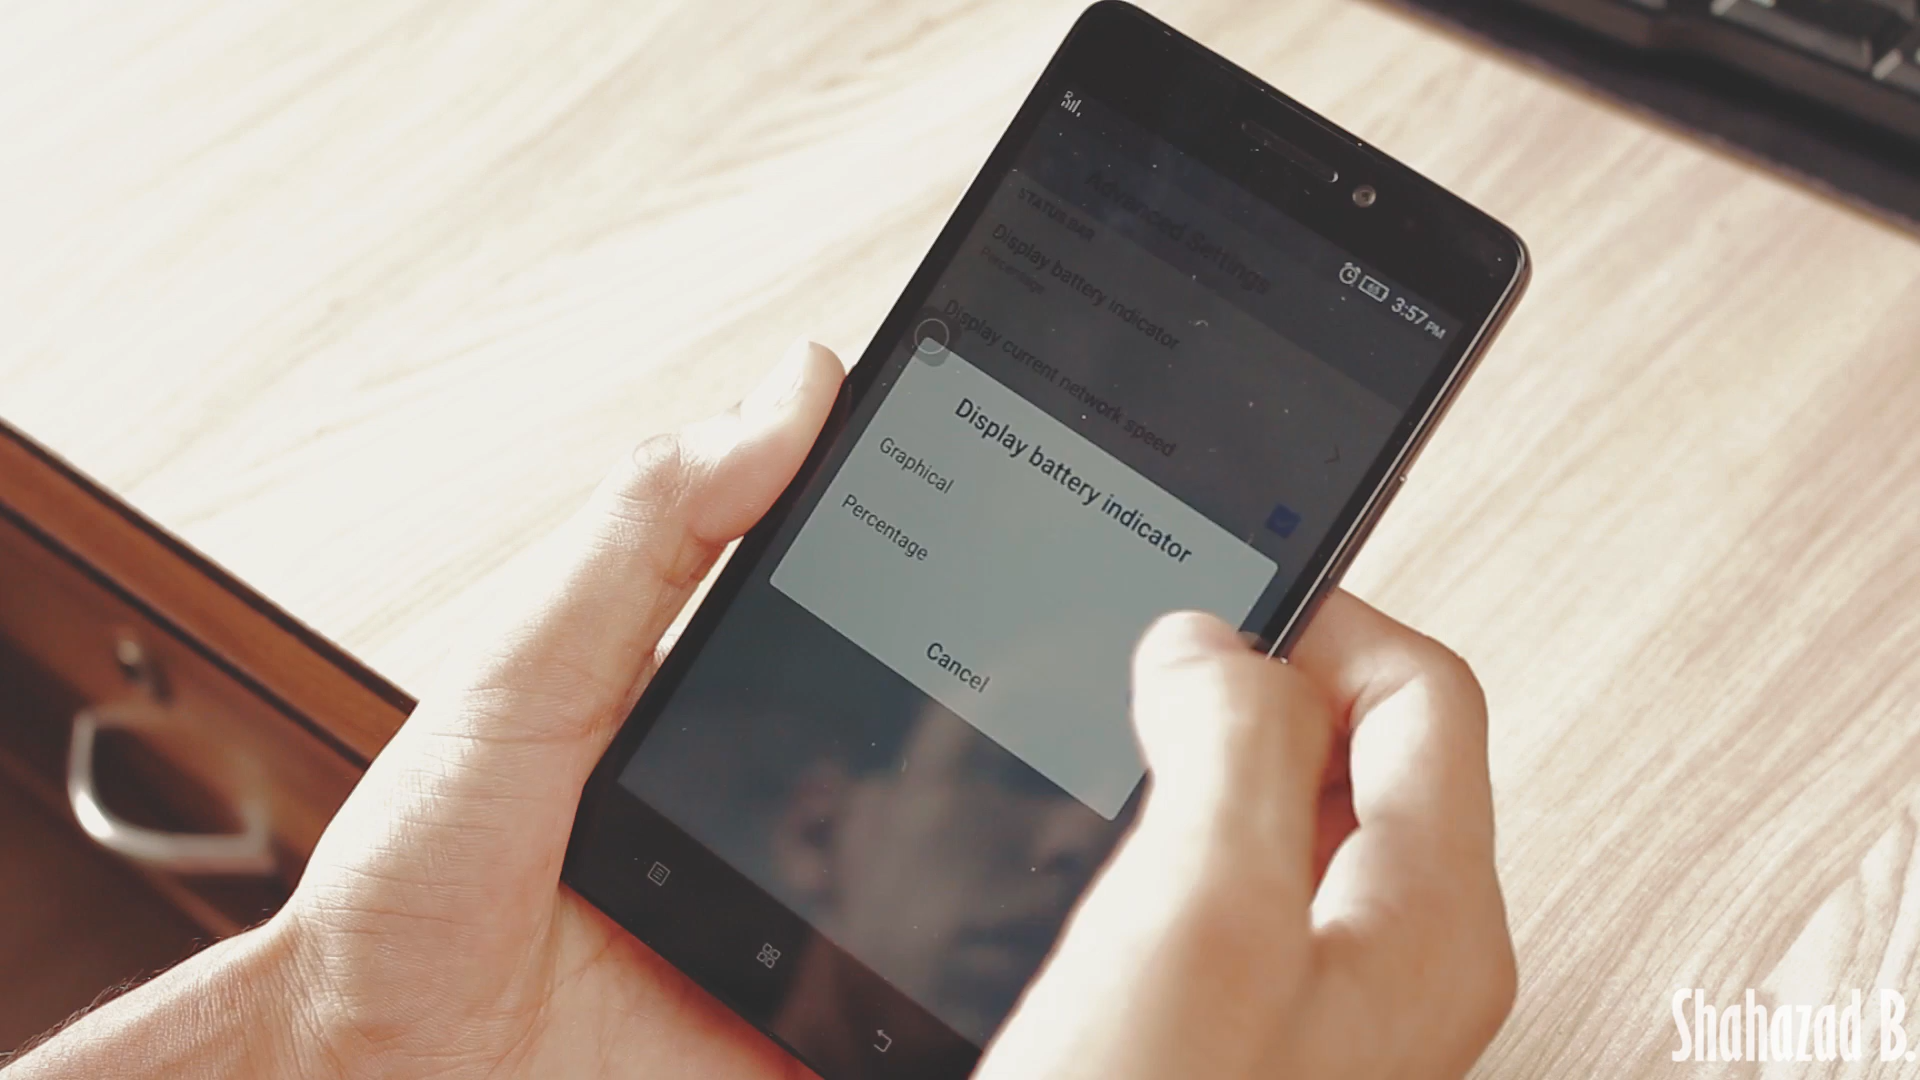 3:57 PM
Advanced Settings
STATUS BAR
Display battery indicator
Percentage
Display current network speed
Display battery indicator
Graphical
Percentage
Cancel
Shahazad B.